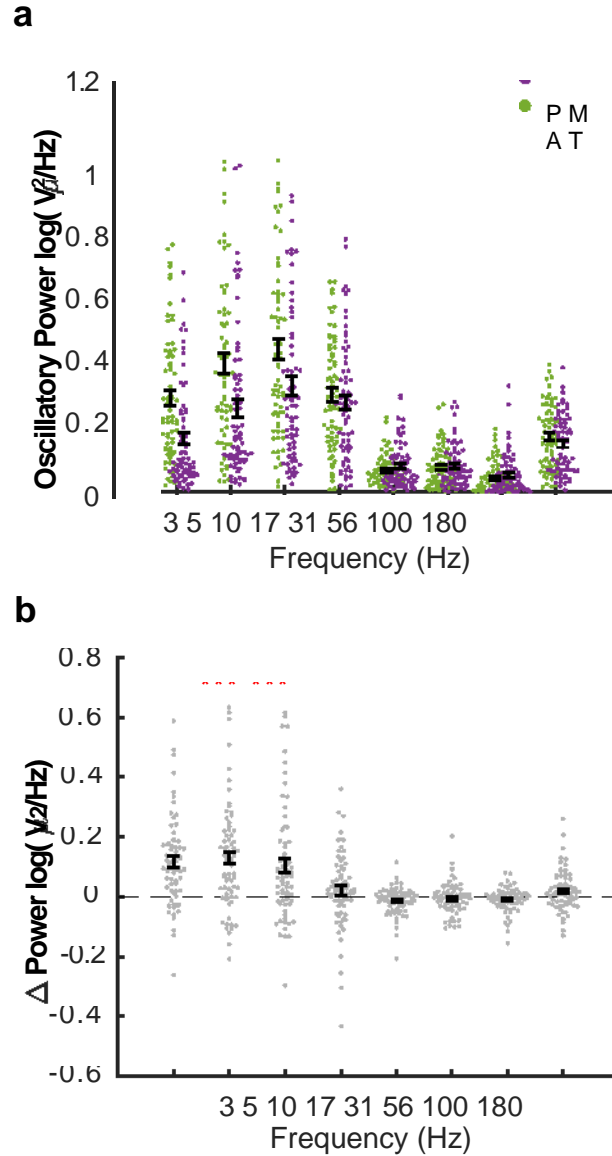 a
1.2
P M
A T
1
0.8
0.6
0.4
0.2
0
Oscillatory Power log( V²/Hz)
3 5 10 17 31 56 100 180
Frequency (Hz)
b
0.8
0.6
0.4
0.2
0
-0.2
-0.4
-0.6
Δ Power log( V2/Hz)
3 5 10 17 31 56 100 180
Frequency (Hz)